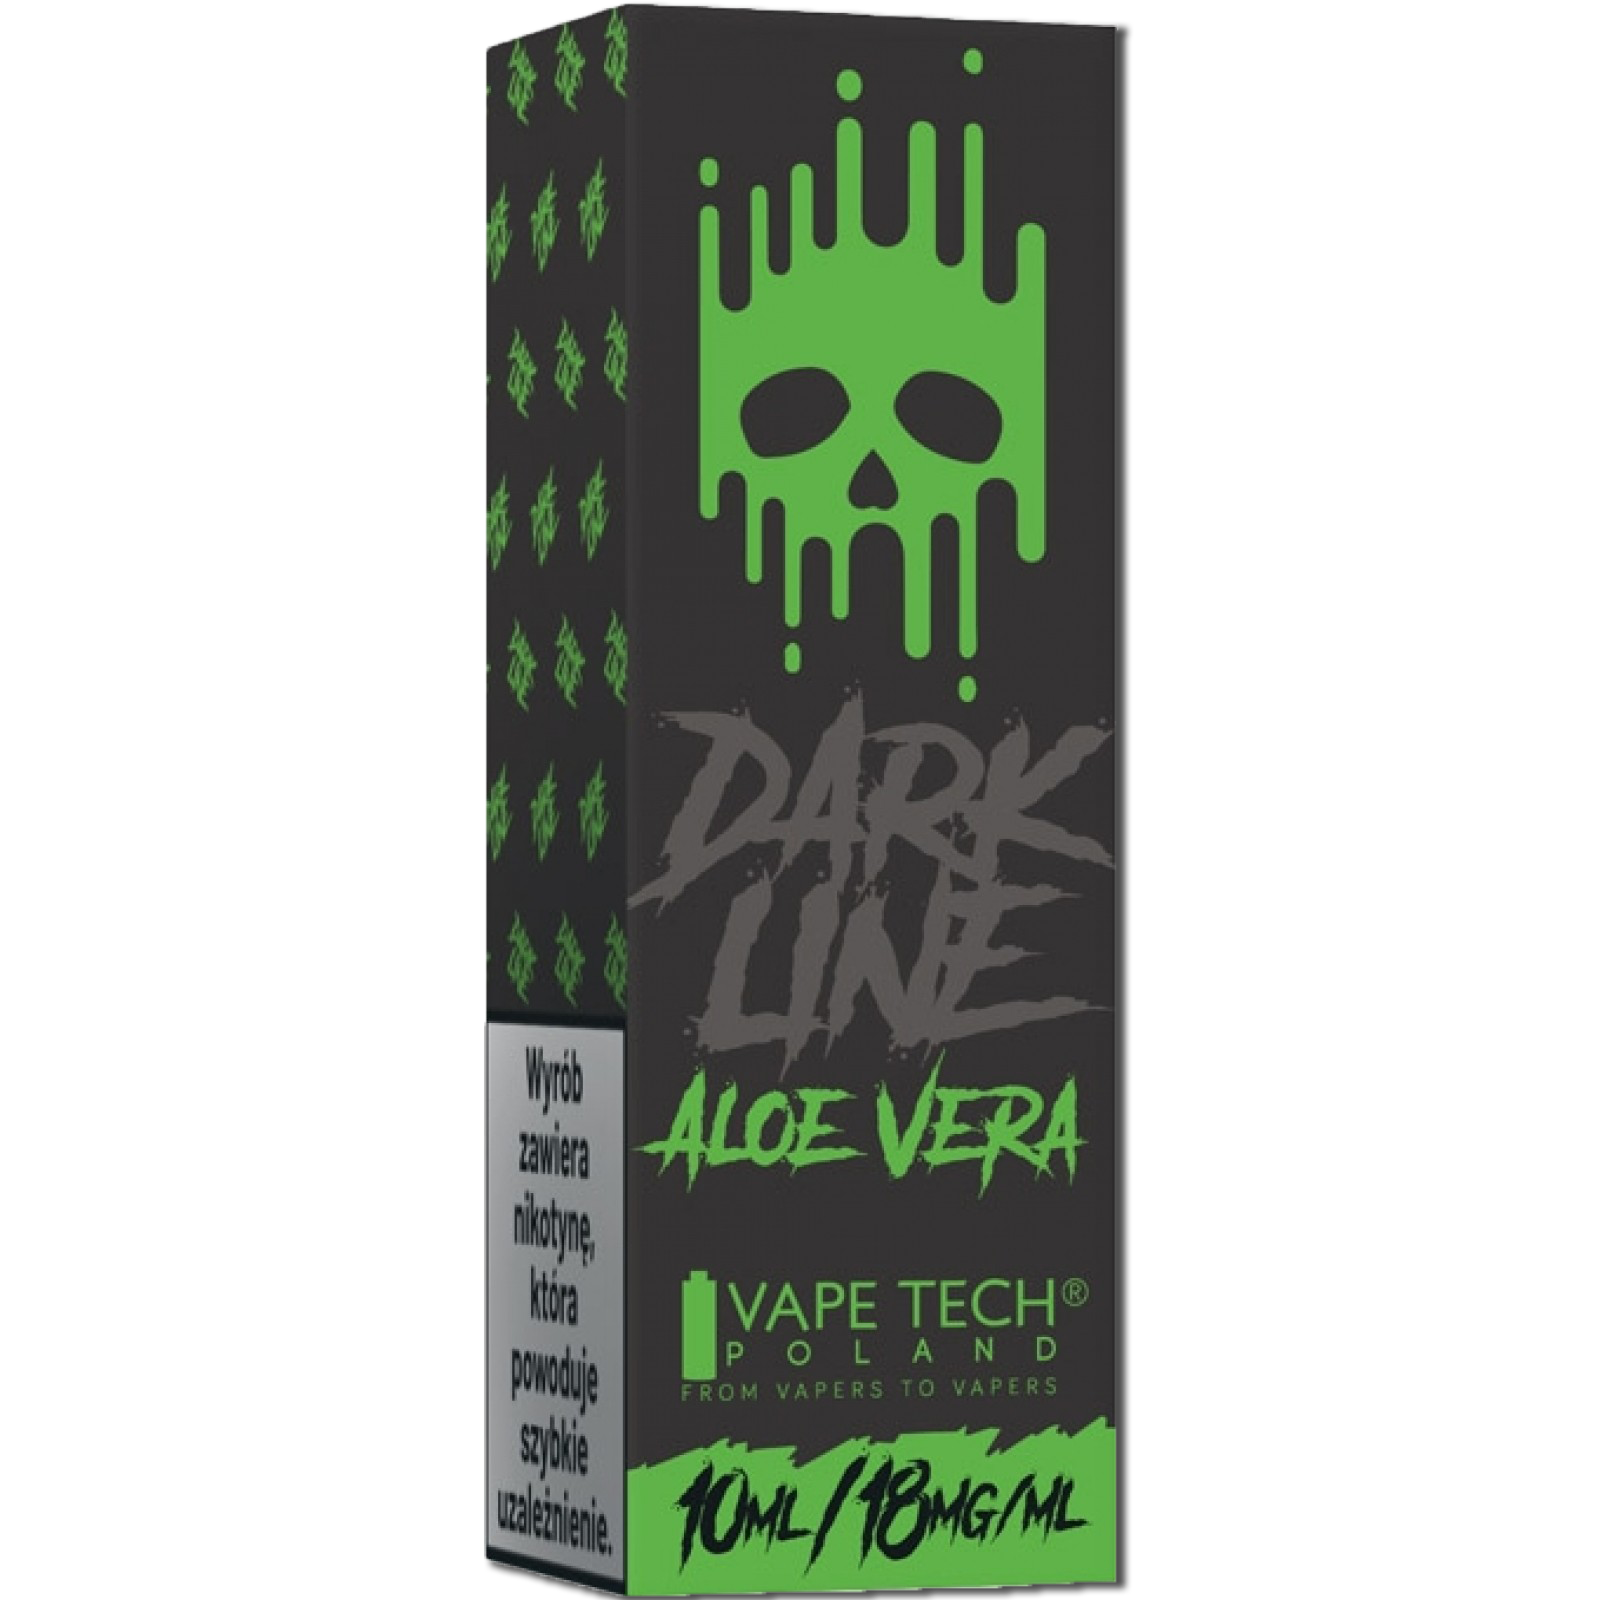 DARK
LINE
ALOE VERA
VAPE TECH®
POLAND
FROM VAPERS TO VAPERS
10ML/18MG/ML
Wyrób
zawiera
nikotynę,
która
powoduje
szybkie
uzależnienie.